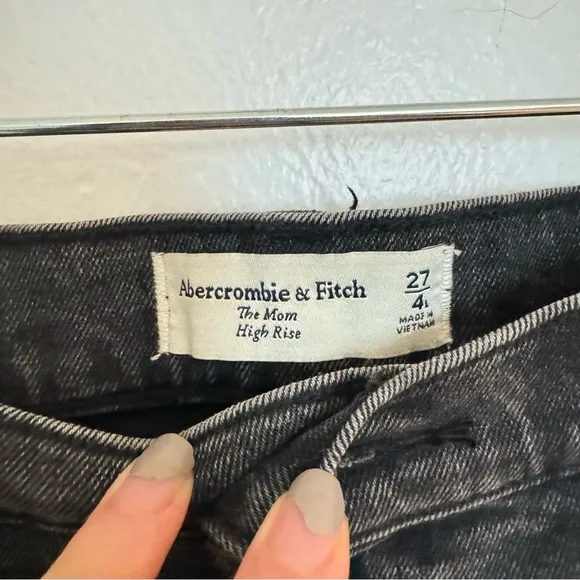 Abercrombie & Fitch
The Mom
High Rise
27
4L
MADE IN
VIETNAM